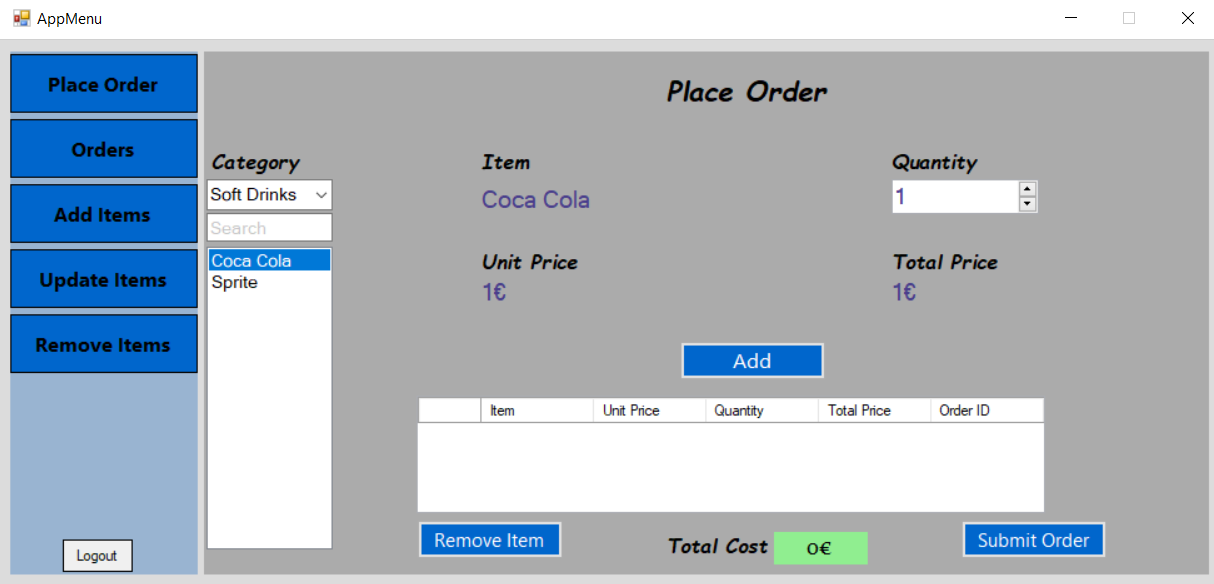 AppMenu
Place Order
Orders
Add Items
Update Items
Remove Items
Logout
Place Order
Category
Soft Drinks
Search
Coca Cola
Sprite
Item
Coca Cola
Quantity
1
Unit Price
1€
Total Price
1€
Add
Item Unit Price Quantity Total Price Order ID
Remove Item
Total Cost 0€
Submit Order